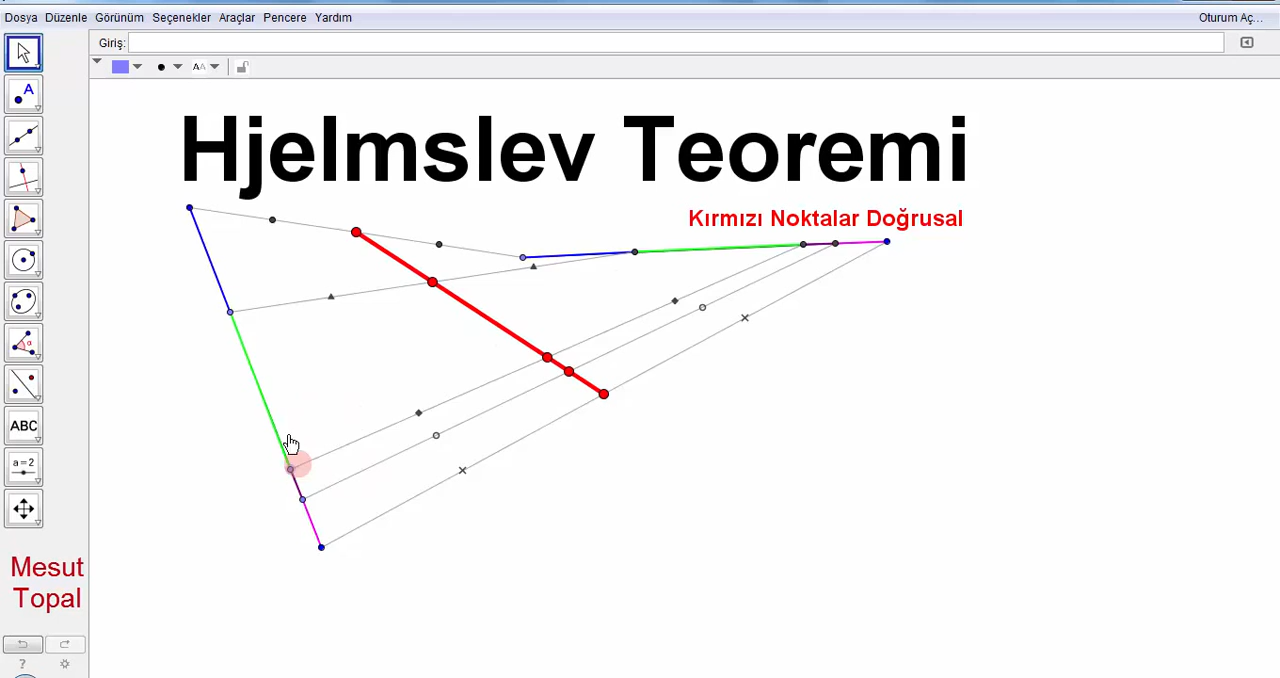 Dosya Düzenle Görünüm Seçenekler Araçlar Pencere Yardım Oturum Aç...
Giriş:
AA
A
Hjelmslev Teoremi
Kırmızı Noktalar Doğrusal
α
ABC
a=2
Mesut
Topal
?